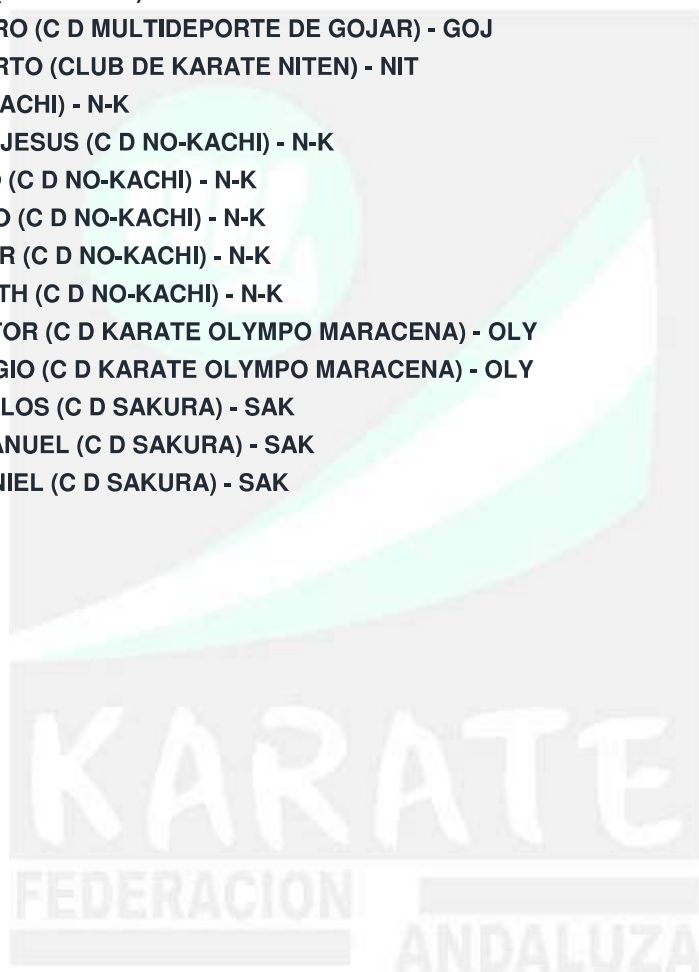 RO (C D MULTIDEPORTE DE GOJAR) - GOJ
RTO (CLUB DE KARATE NITEN) - NIT
ACHI) - N-K
JESUS (C D NO-KACHI) - N-K
(C D NO-KACHI) - N-K
O (C D NO-KACHI) - N-K
R (C D NO-KACHI) - N-K
TH (C D NO-KACHI) - N-K
TOR (C D KARATE OLYMPO MARACENA) - OLY
GIO (C D KARATE OLYMPO MARACENA) - OLY
LOS (C D SAKURA) - SAK
ANUEL (C D SAKURA) - SAK
NIEL (C D SAKURA) - SAK
KARATE
FEDERACION
ANDALUZA